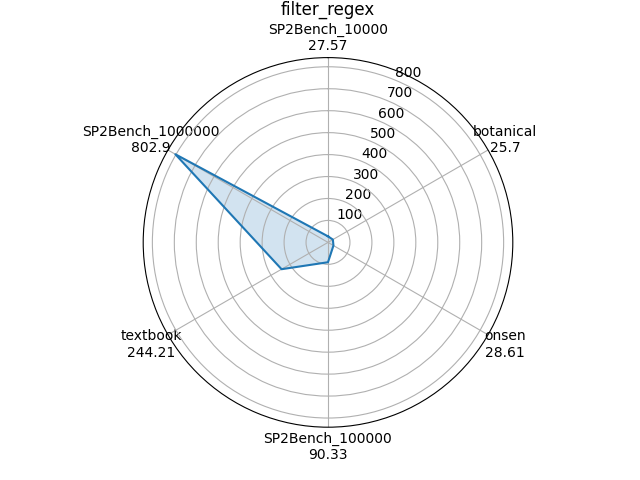 filter_regex
SP2Bench_10000
27.57
800
700
600
500
400
300
200
100
botanical
25.7
SP2Bench_1000000
802.9
textbook
244.21
onsen
28.61
SP2Bench_100000
90.33